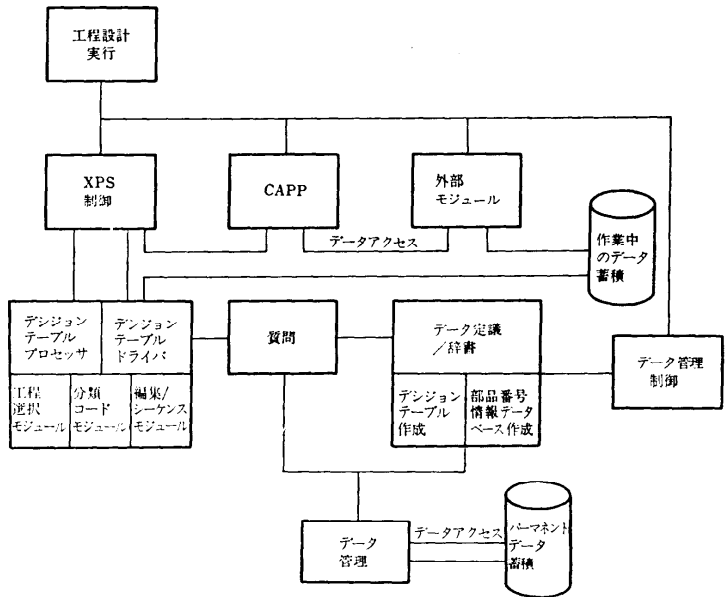 工程設計
実行
XPS
制御
CAPP
外部
モジュール
データアクセス
作業中
のデータ
蓄積
デシジョン
テーブル
プロセッサ
デシジョン
テーブル
ドライバ
質問
データ定議
/辞書
データ管理
制御
工程
選択
モジュール
分類
コード
モジュール
編集/
シーケンス
モジュール
デシジョン
テーブル
作成
部品番号
情報データ
ベース作成
データ
管理
データアクセス
パーマネント
データ
蓄積